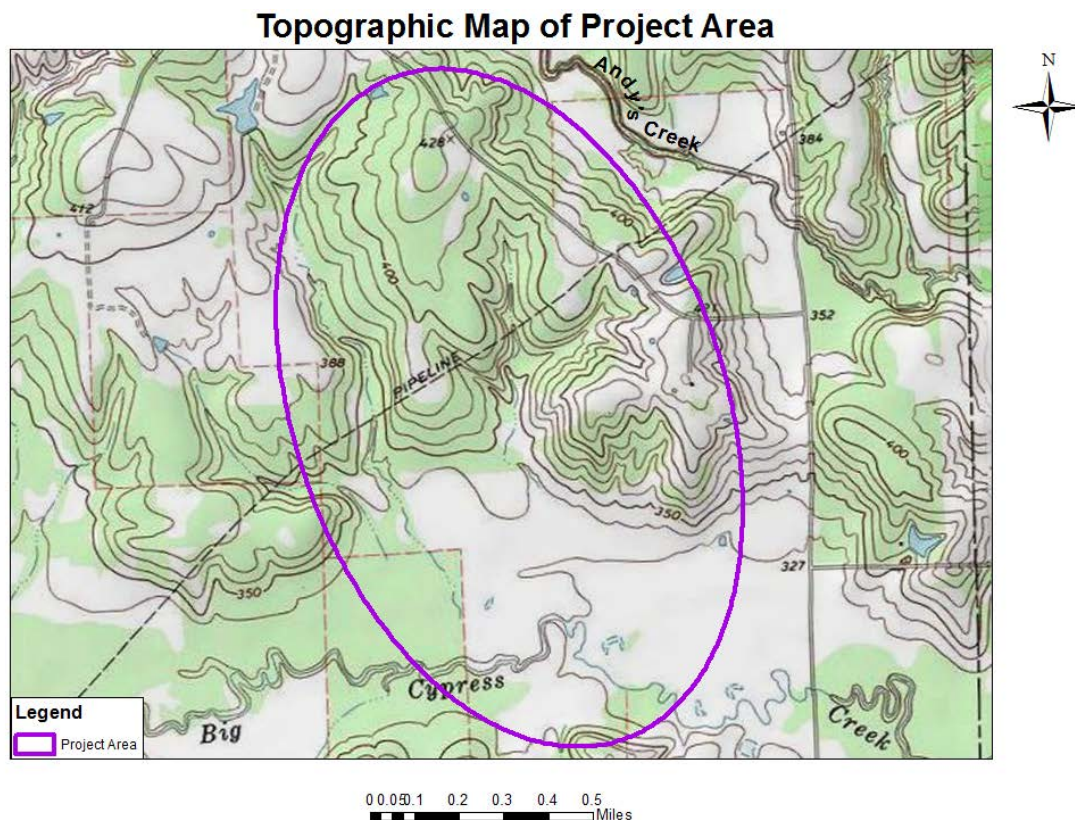 Topographic Map of Project Area
N
Andy's Creek
384
428
412
400
400
352
388
PIPELINE
400
350
327
350
Cypress
Big
Creek
Legend
Project Area
0 0.05 0.1 0.2 0.3 0.4 0.5
Miles